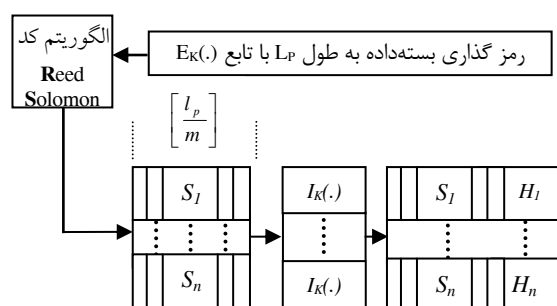 الگوریتم کد
Reed
Solomon
رمز گذاری بسته‌داده به طول LP با تابع EK(.)
[lp/m]
S1 IK(.) S1 H1
Sn IK(.) Sn Hn